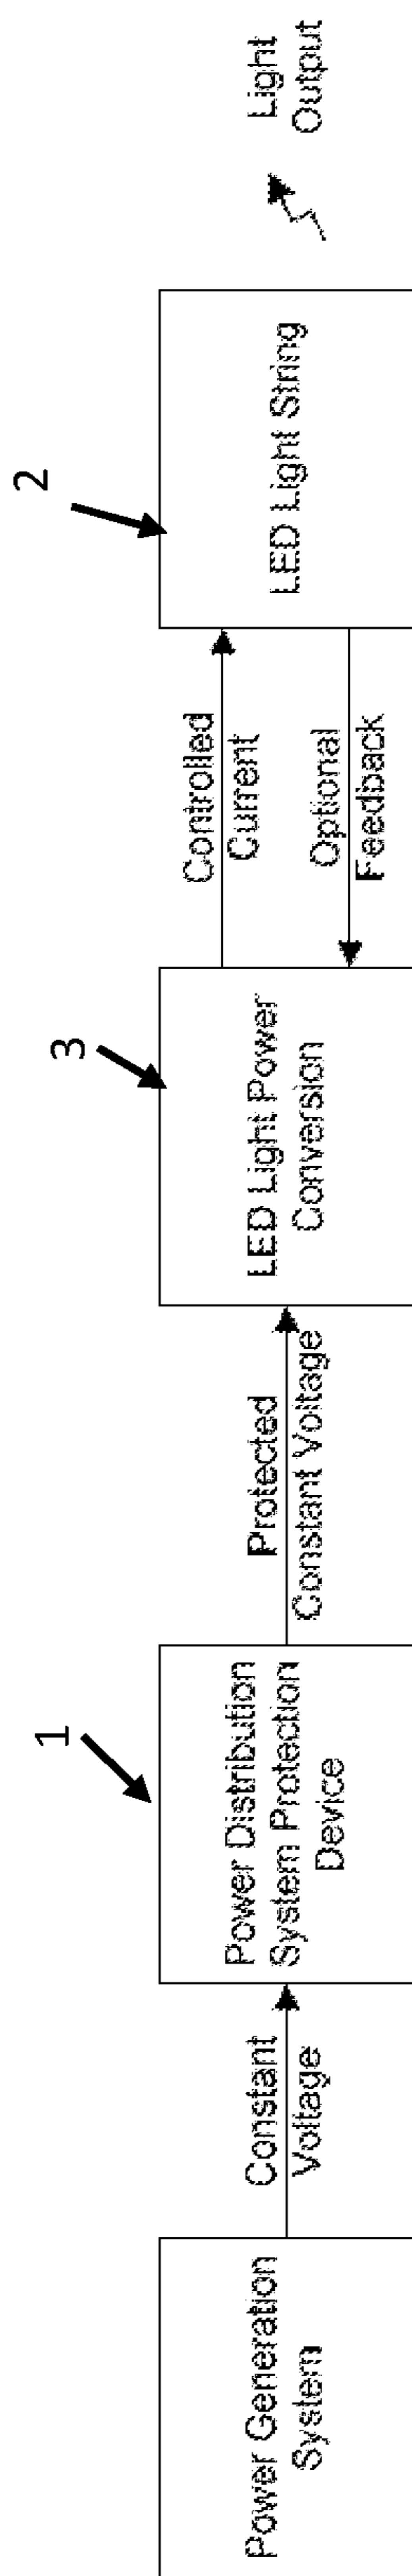 Power Generation
System
Constant
Voltage
1
Power Distribution
System Protection
Device
Protected
Constant Voltage
3
LED Light Power
Conversion
Controlled
Current
Optional
Feedback
2
LED Light String
Light
Output